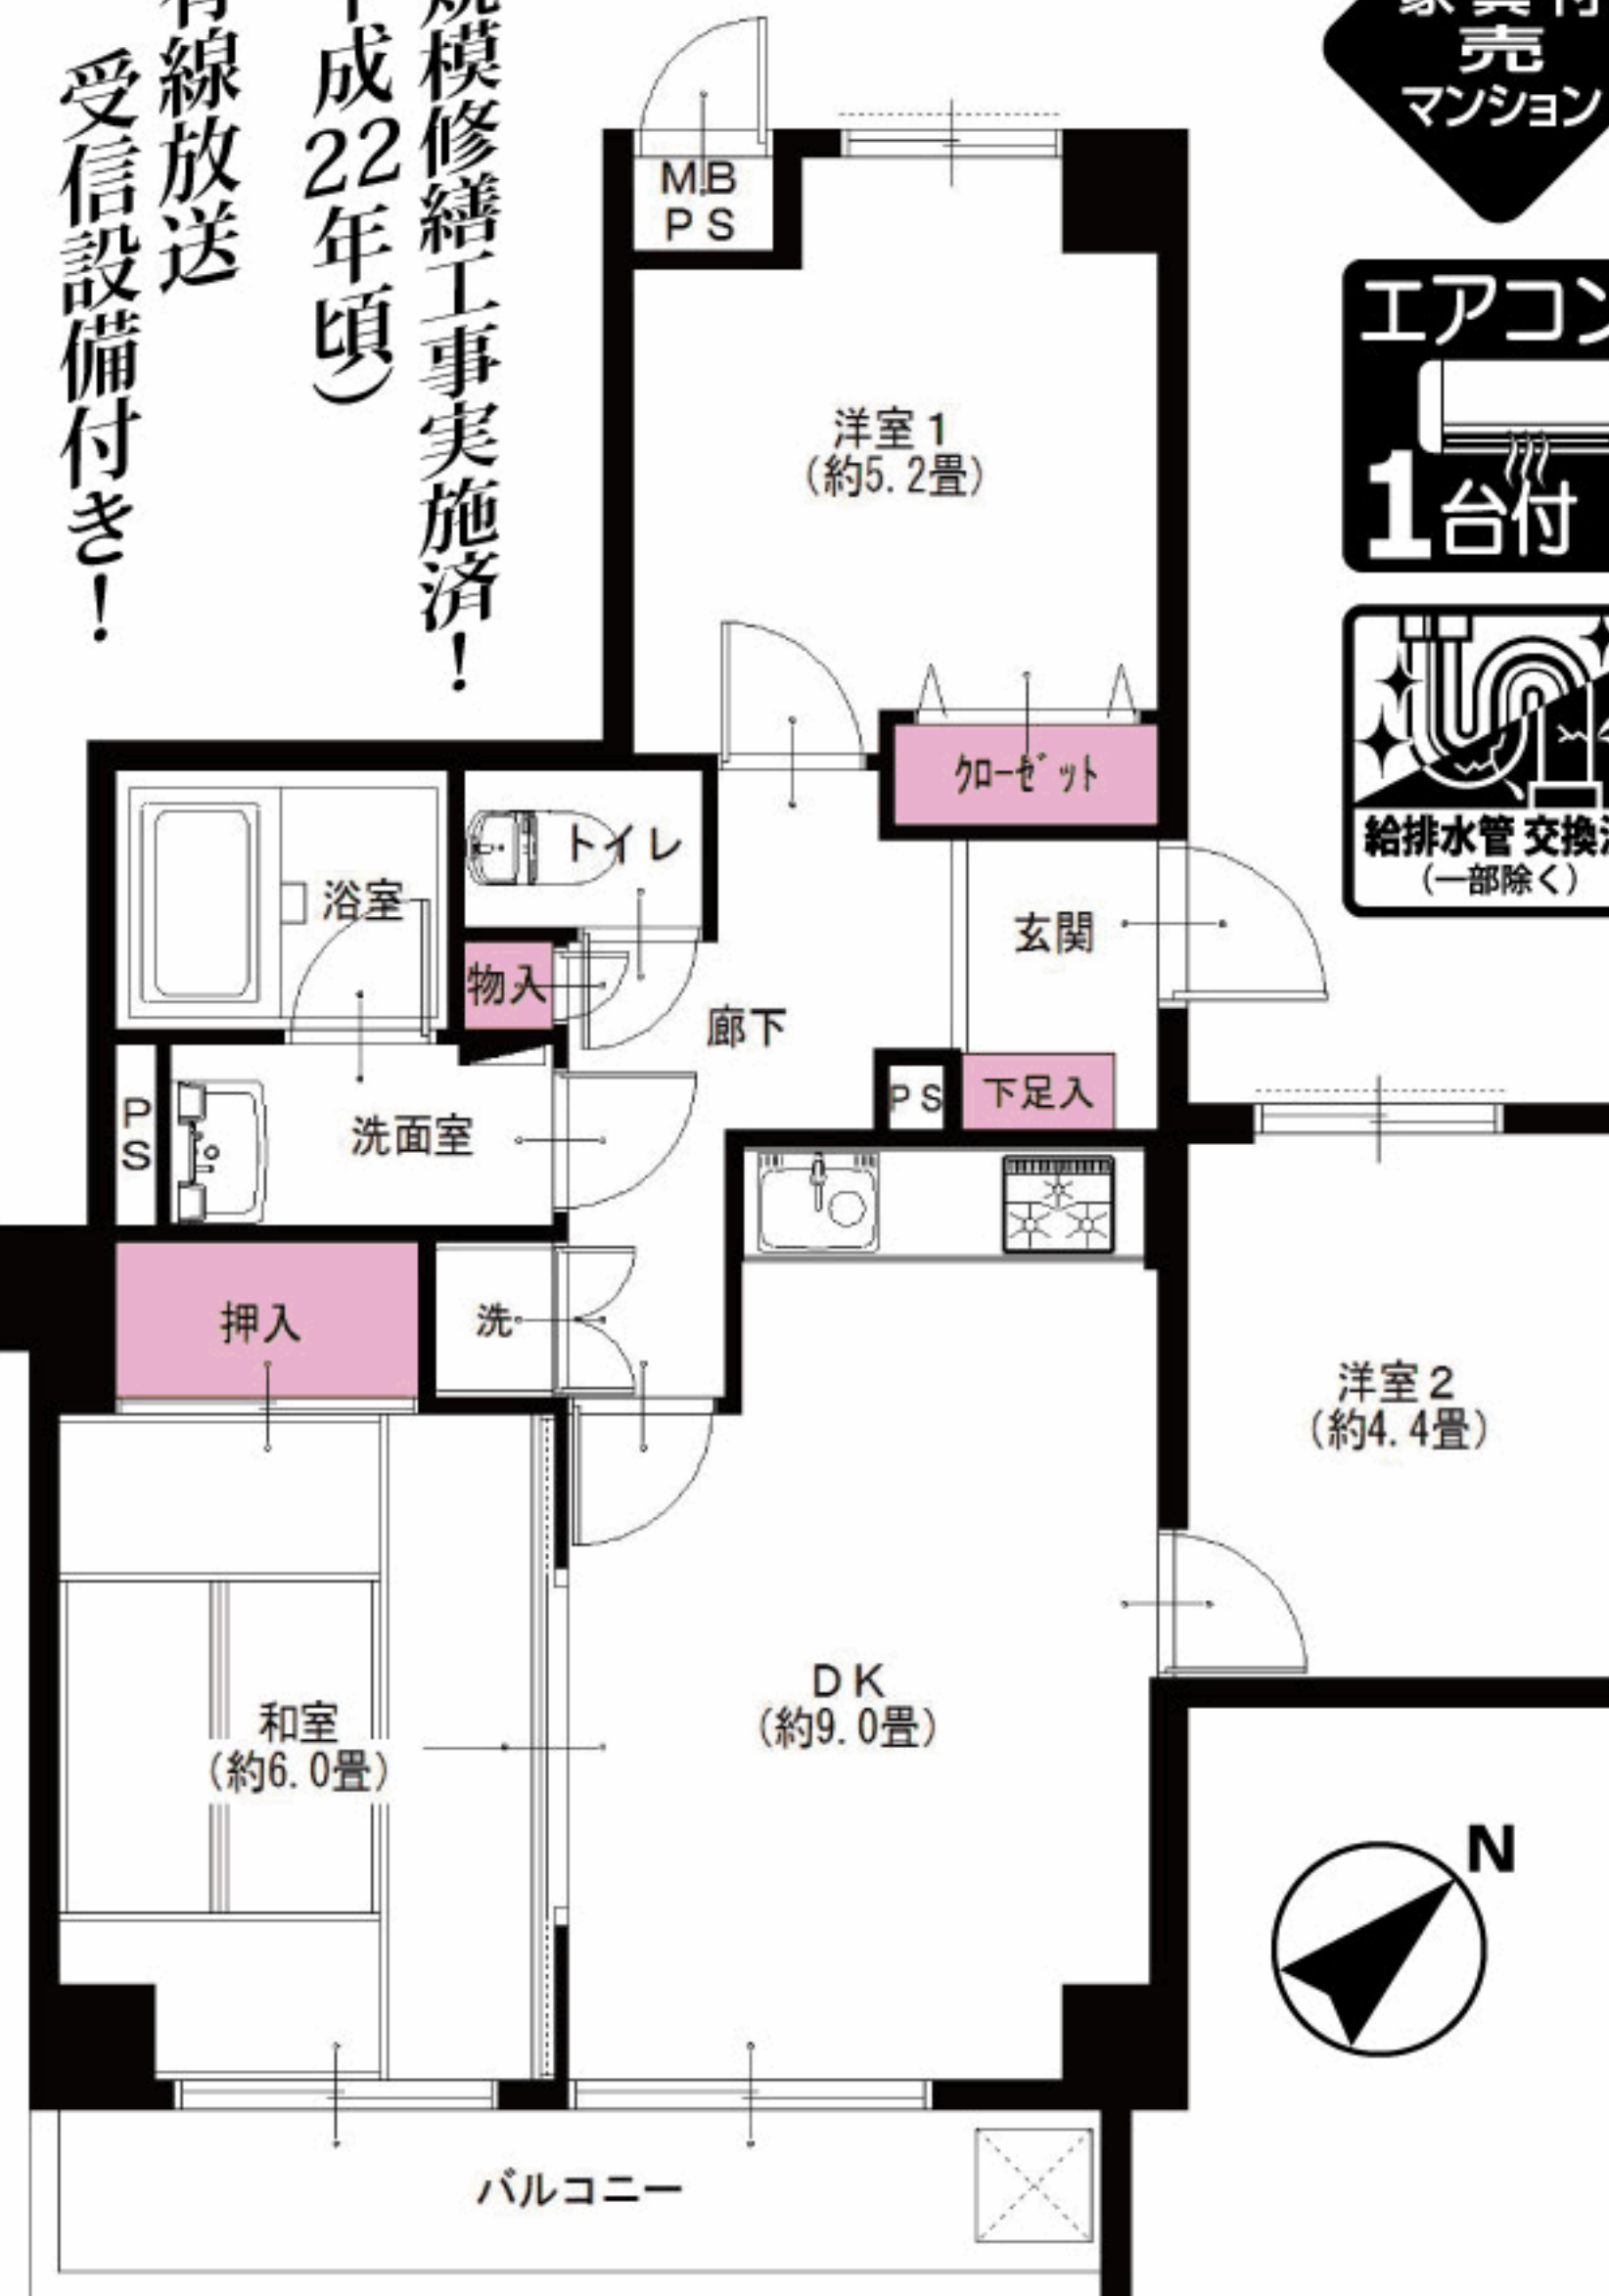 規模修繕工事実施済！
平成22年頃）
有線放送
受信設備付き！
売
マンション
エアコン
1台付
給排水管 交換済
（一部除く）
MB
PS
洋室1
（約5.2畳）
ｸﾛｰｾﾞｯﾄ
トイレ
浴室
物入
玄関
廊下
PS
下足入
PS
洗面室
押入
洗
洋室2
（約4.4畳）
DK
（約9.0畳）
和室
（約6.0畳）
N
バルコニー